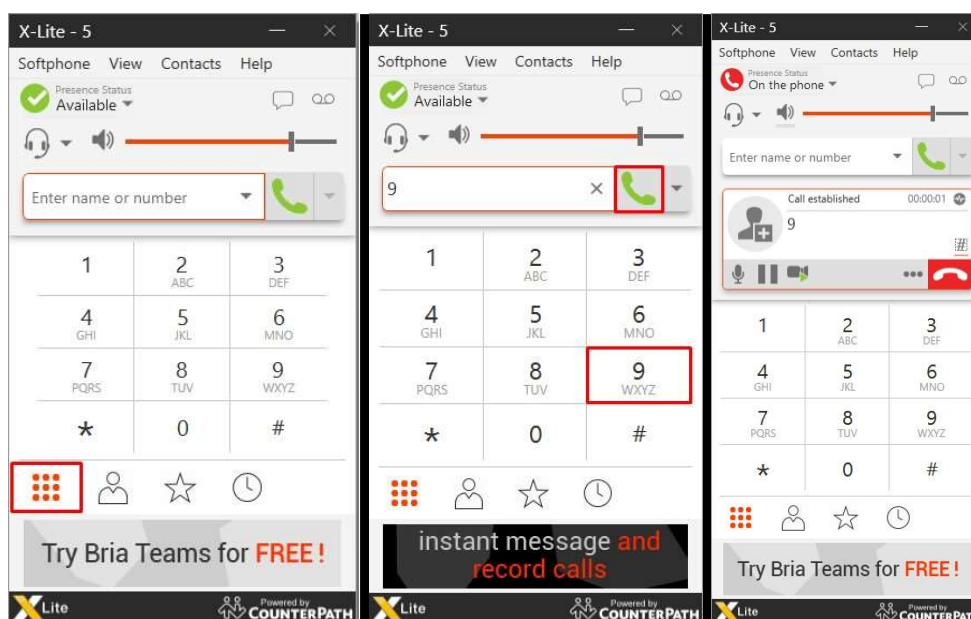 X-Lite - 5
Softphone View Contacts Help
Presence Status
Available
Enter name or number
1 2 3
ABC DEF
4 5 6
GHI JKL MNO
7 8 9
PQRS TUV WXYZ
* 0 #
Try Bria Teams for FREE!
X Lite
Powered by
COUNTERPATH
X-Lite - 5
Softphone View Contacts Help
Presence Status
Available
9
1 2 3
ABC DEF
4 5 6
GHI JKL MNO
7 8 9
PQRS TUV WXYZ
* 0 #
instant message and
record calls
X Lite
Powered by
COUNTERPATH
X-Lite - 5
Softphone View Contacts Help
Presence Status
On the phone
Enter name or number
Call established 00:00:01
9
#
1 2 3
ABC DEF
4 5 6
GHI JKL MNO
7 8 9
PQRS TUV WXYZ
* 0 #
Try Bria Teams for FREE!
X Lite
Powered by
COUNTERPAT